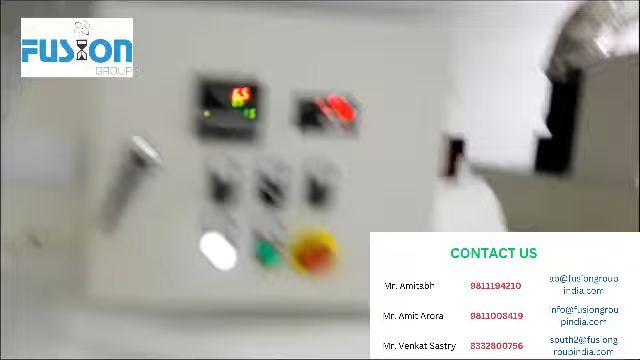 FUSION
GROUP
CONTACT US
Mr. Amitabh 9811194210 ao@fusiongroup
india.com
Mr. Amit Arora 9811008419 info@fusiongrou
pindia.com
Mr. Venkat Sastry 8332800756 south2@fusiong
roupindia.com